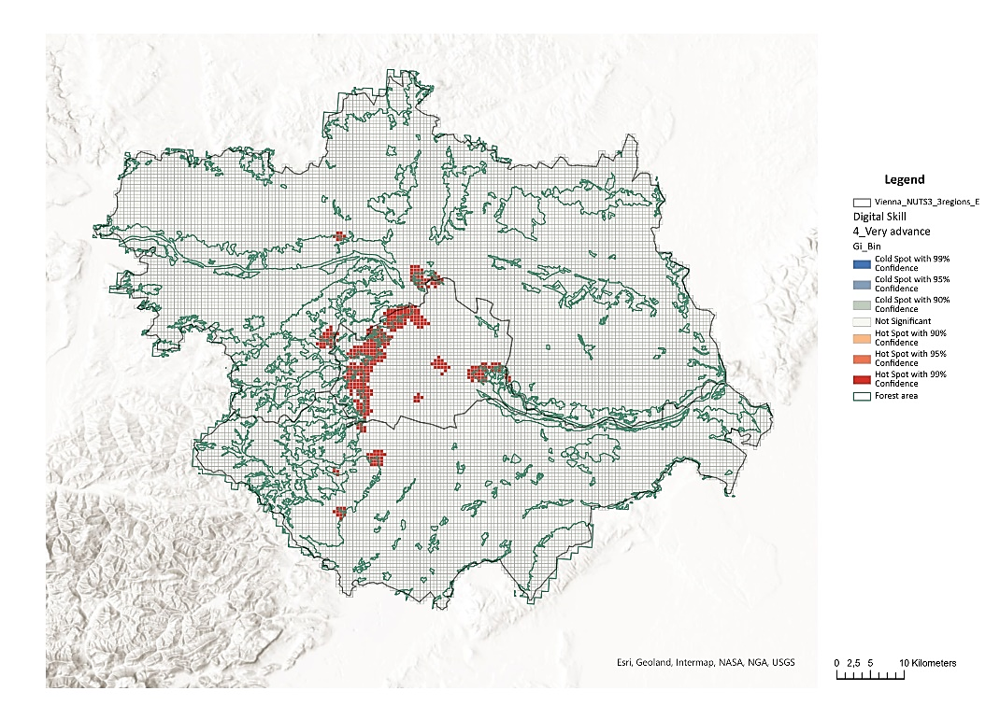 Legend
Vienna_NUTS3_3regions_E
Digital Skill
4_Very advance
Gi_Bin
Cold Spot with 99%
Confidence
Cold Spot with 95%
Confidence
Cold Spot with 90%
Confidence
Not Significant
Hot Spot with 90%
Confidence
Hot Spot with 95%
Confidence
Hot Spot with 99%
Confidence
Forest area
Esri, Geoland, Intermap, NASA, NGA, USGS
0 2,5 5 10 Kilometers